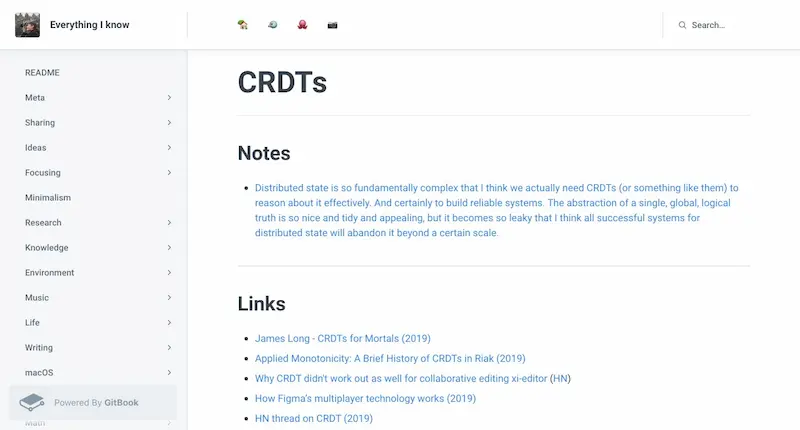 Everything I know
Search...
README
Meta
Sharing
Ideas
Focusing
Minimalism
Research
Knowledge
Environment
Music
Life
Writing
macOS
Math
Powered By GitBook
CRDTs
Notes
Distributed state is so fundamentally complex that I think we actually need CRDTs (or something like them) to
reason about it effectively. And certainly to build reliable systems. The abstraction of a single, global, logical
truth is so nice and tidy and appealing, but it becomes so leaky that I think all successful systems for
distributed state will abandon it beyond a certain scale.
Links
James Long - CRDTs for Mortals (2019)
Applied Monotonicity: A Brief History of CRDTs in Riak (2019)
Why CRDT didn't work out as well for collaborative editing xi-editor (HN)
How Figma's multiplayer technology works (2019)
HN thread on CRDT (2019)